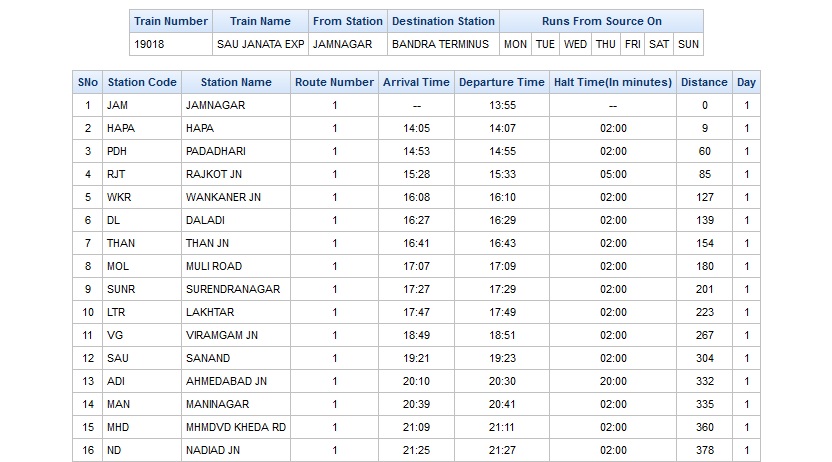 Train Number Train Name From Station Destination Station Runs From Source On
19018 SAU JANATA EXP JAMNAGAR BANDRA TERMINUS MON TUE WED THU FRI SAT SUN
SNo Station Code Station Name Route Number Arrival Time Departure Time Halt Time(In minutes) Distance Day
1 JAM JAMNAGAR 1 -- 13:55 -- 0 1
2 HAPA HAPA 1 14:05 14:07 02:00 9 1
3 PDH PADADHARI 1 14:53 14:55 02:00 60 1
4 RJT RAJKOT JN 1 15:28 15:33 05:00 85 1
5 WKR WANKANER JN 1 16:08 16:10 02:00 127 1
6 DL DALADI 1 16:27 16:29 02:00 139 1
7 THAN THAN JN 1 16:41 16:43 02:00 154 1
8 MOL MULI ROAD 1 17:07 17:09 02:00 180 1
9 SUNR SURENDRANAGAR 1 17:27 17:29 02:00 201 1
10 LTR LAKHTAR 1 17:47 17:49 02:00 223 1
11 VG VIRAMGAM JN 1 18:49 18:51 02:00 267 1
12 SAU SANAND 1 19:21 19:23 02:00 304 1
13 ADI AHMEDABAD JN 1 20:10 20:30 20:00 332 1
14 MAN MANINAGAR 1 20:39 20:41 02:00 335 1
15 MHD MHMDVD KHEDA RD 1 21:09 21:11 02:00 360 1
16 ND NADIAD JN 1 21:25 21:27 02:00 378 1